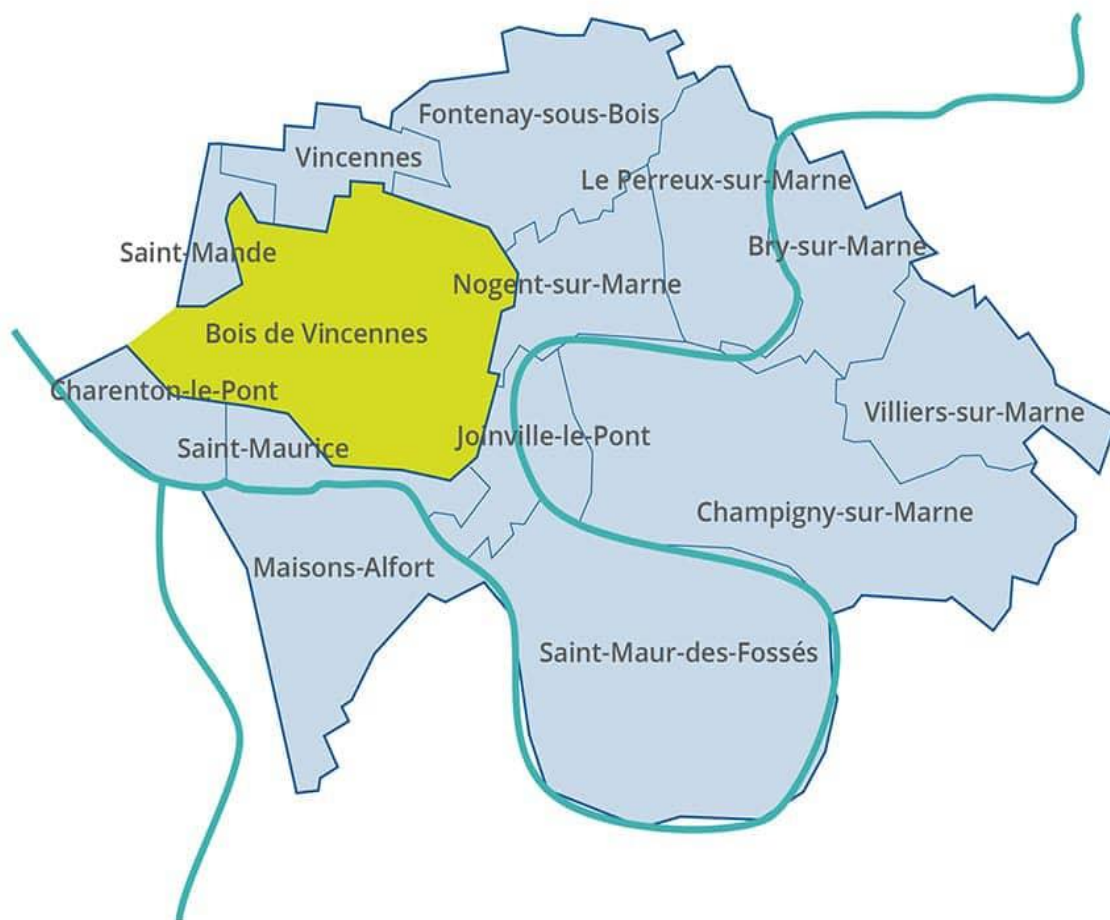 Fontenay-sous-Bois
Vincennes
Le Perreux-sur-Marne
Saint-Mande
Bry-sur-Marne
Nogent-sur-Marne
Bois de Vincennes
Charenton-le-Pont
Villiers-sur-Marne
Saint-Maurice
Joinville-le-Pont
Champigny-sur-Marne
Maisons-Alfort
Saint-Maur-des-Fossés